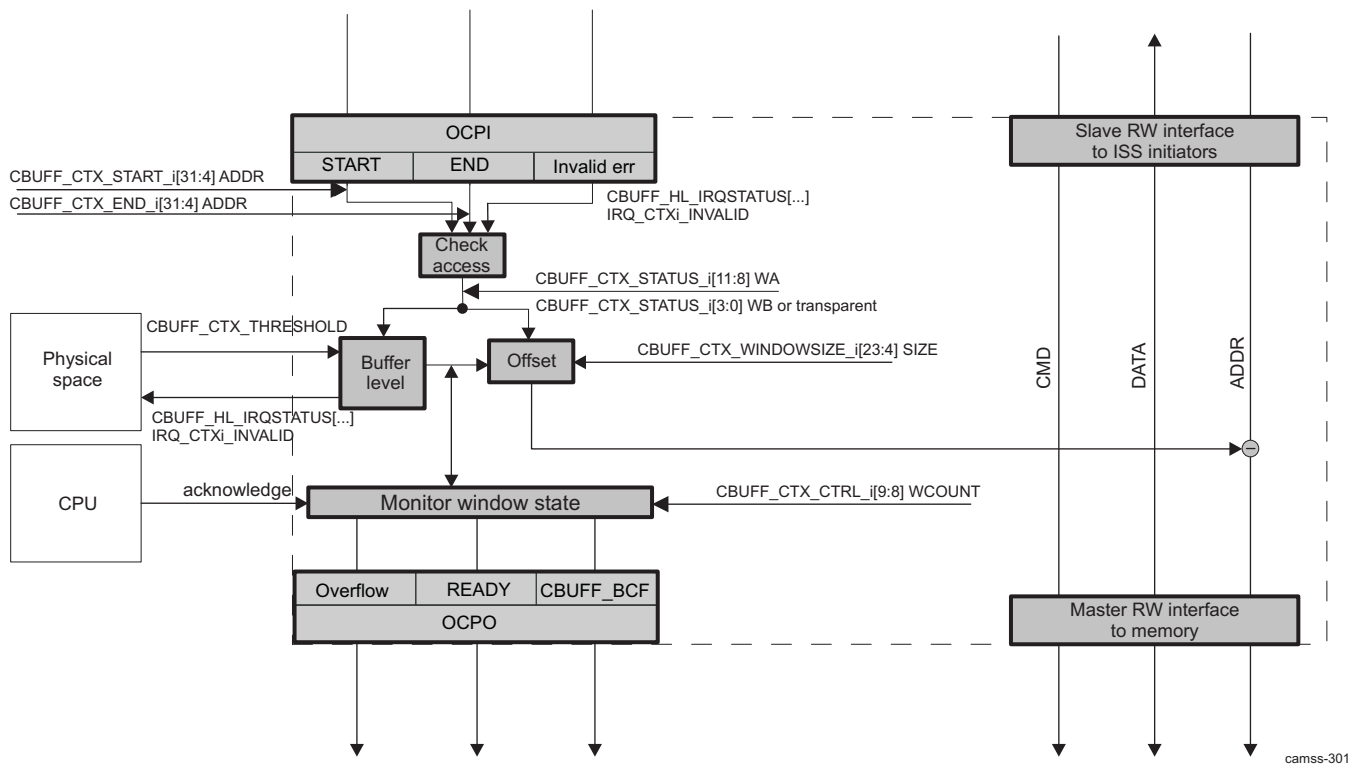 OCPI
START
END
Invalid err
Slave RW interface
to ISS initiators
CBUFF_CTX_START_i[31:4] ADDR
CBUFF_CTX_END_i[31:4] ADDR
CBUFF_HL_IRQSTATUS[...]
IRQ_CTXi_INVALID
Check
access
CBUFF_CTX_STATUS_i[11:8] WA
CBUFF_CTX_STATUS_i[3:0] WB or transparent
Physical
space
CBUFF_CTX_THRESHOLD
Buffer
level
Offset
CBUFF_CTX_WINDOWSIZE_i[23:4] SIZE
CMD
DATA
ADDR
CBUFF_HL_IRQSTATUS[...]
IRQ_CTXi_INVALID
CPU
acknowledge
Monitor window state
CBUFF_CTX_CTRL_i[9:8] WCOUNT
Overflow
READY
CBUFF_BCF
OCPO
Master RW interface
to memory
camss-301